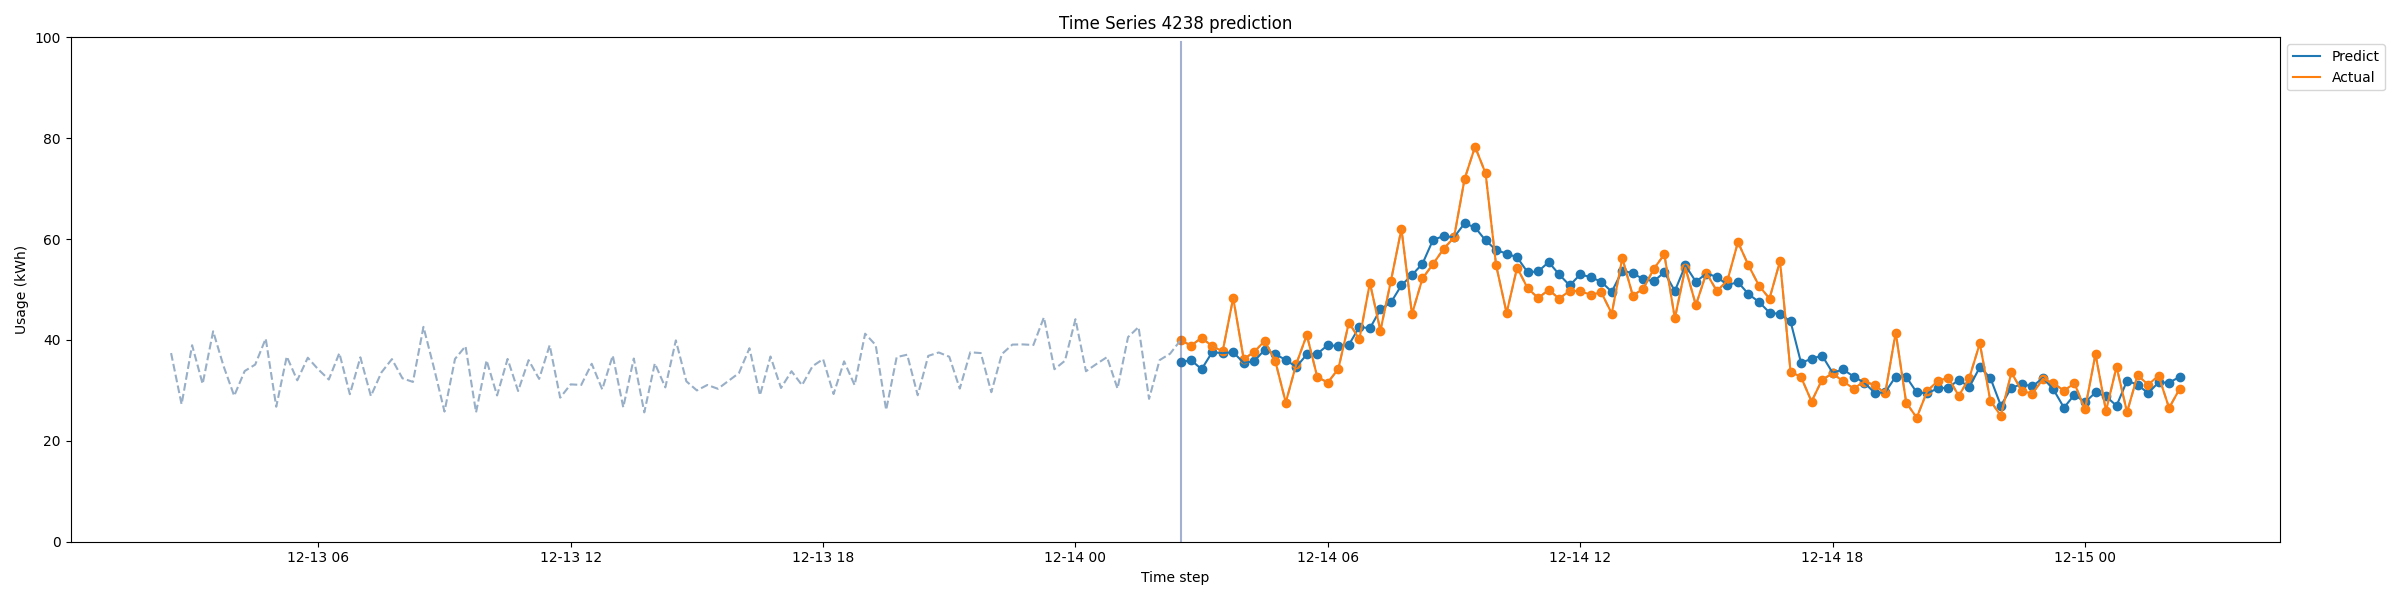 Time Series 4238 prediction
Predict
Actual
Usage (kWh)
100
80
60
40
20
0
12-13 06
12-13 12
12-13 18
12-14 00
12-14 06
12-14 12
12-14 18
12-15 00
Time step